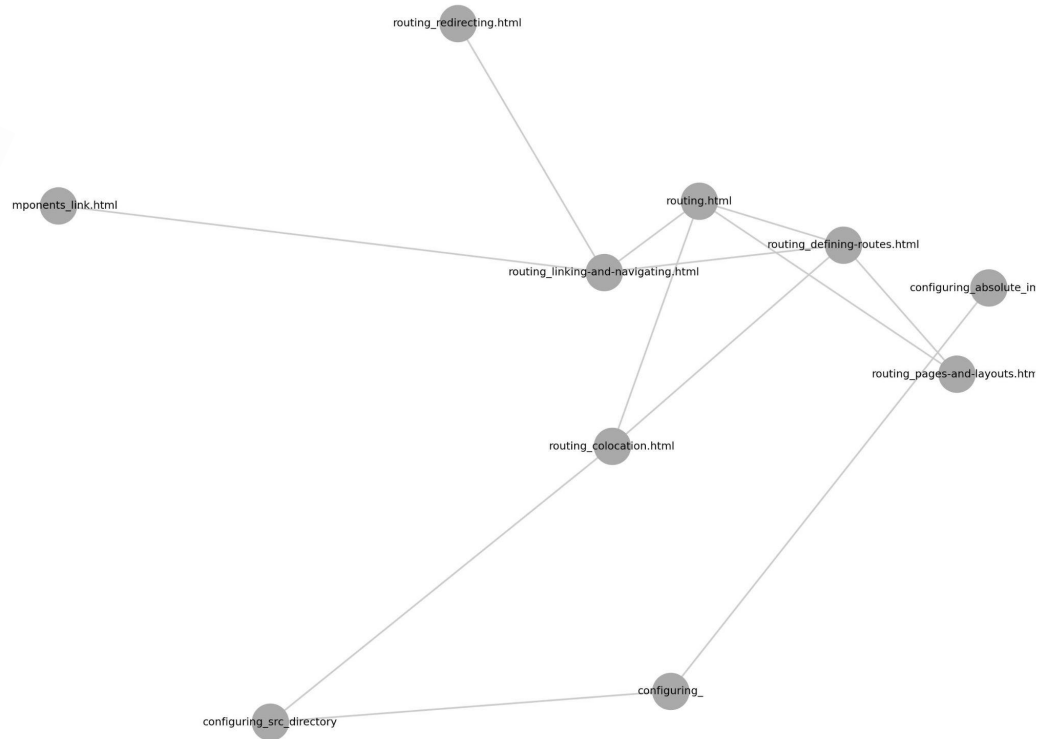 routing_redirecting.html
mponents_link.html
routing.html
routing_defining-routes.html
routing_linking-and-navigating.html
configuring_absolute_in
routing_pages-and-layouts.htm
routing_colocation.html
configuring_
configuring_src_directory